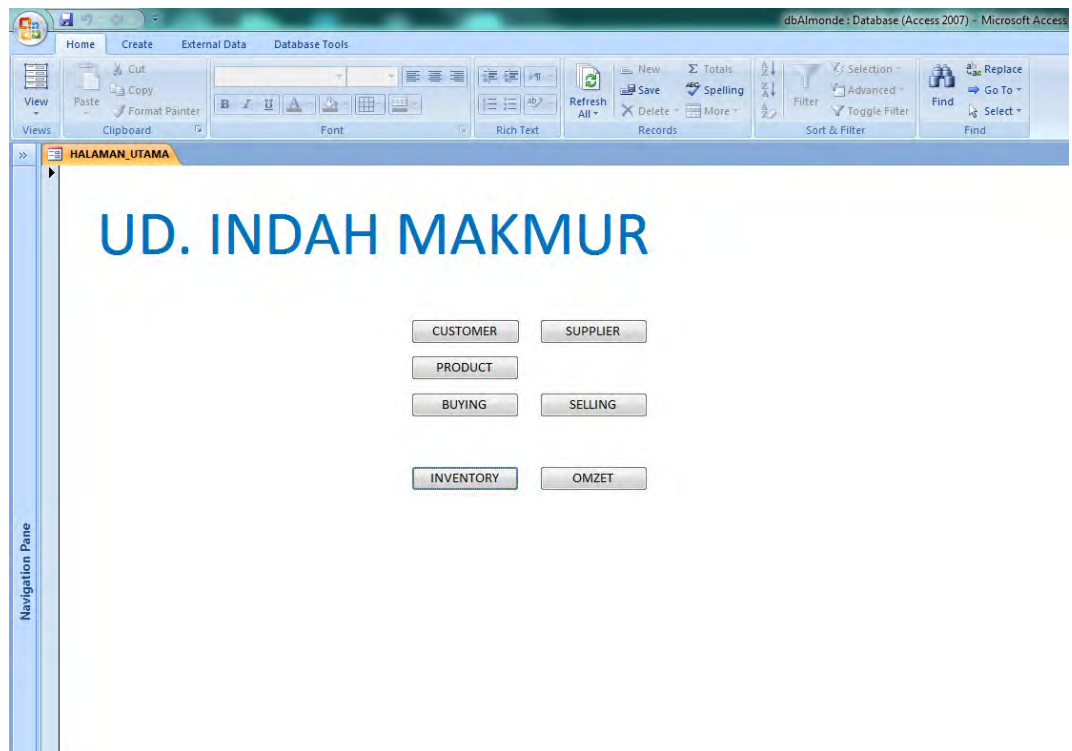 dbAlmonde : Database (Access 2007) - Microsoft Access
Home Create External Data Database Tools
View
Paste
Cut
Copy
Format Painter
B I U A
Refresh All
New
Save
Delete
Totals
Spelling
More
Filter
Selection
Advanced
Toggle Filter
Find
Replace
Go To
Select
Views Clipboard Font Rich Text Records Sort & Filter Find
HALAMAN_UTAMA
UD. INDAH MAKMUR
CUSTOMER SUPPLIER
PRODUCT
BUYING SELLING
INVENTORY OMZET
Navigation Pane